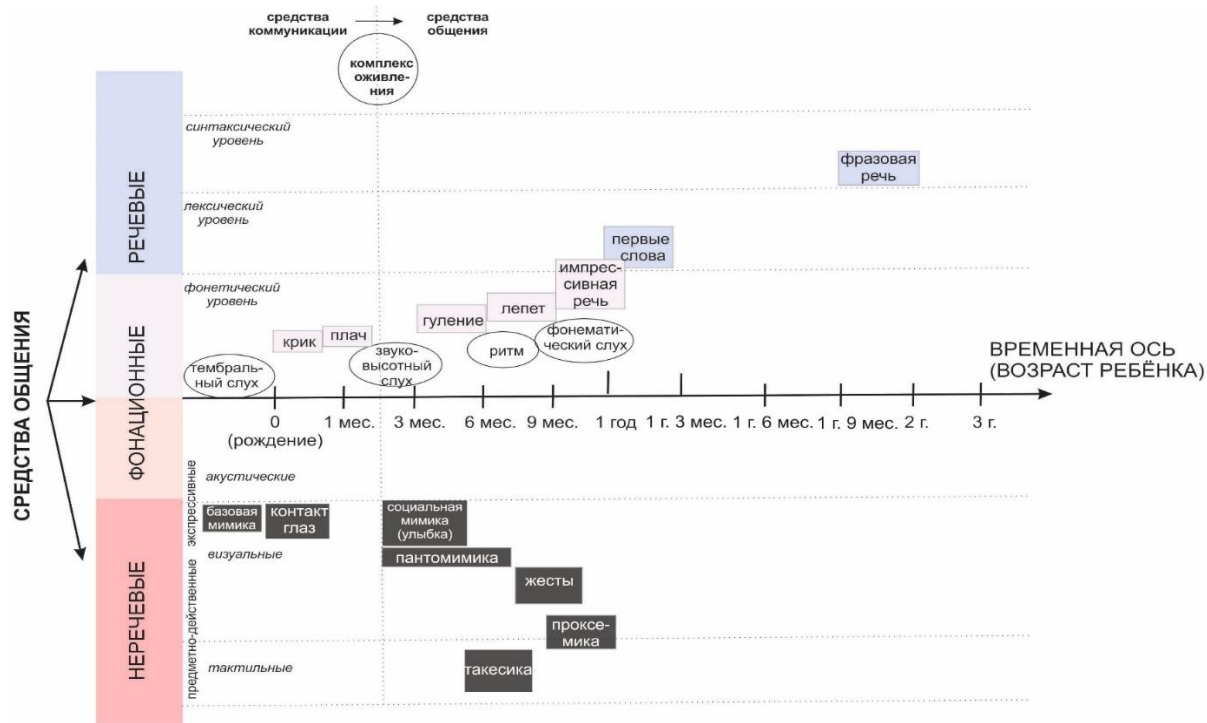 средства
коммуникации
средства
общения
комплекс
оживле-
ния
СРЕДСТВА ОБЩЕНИЯ
РЕЧЕВЫЕ
ФОНАЦИОННЫЕ
НЕРЕЧЕВЫЕ
синтаксический
уровень
фразовая
речь
лексический
уровень
первые
слова
фонетический
уровень
импрес-
сивная
речь
лепет
гуление
плач
крик
фонемати-
ческий слух
ритм
звуко-
высотный
слух
тембраль-
ный слух
ВРЕМЕННАЯ ОСЬ
(ВОЗРАСТ РЕБЁНКА)
0 1 мес. 3 мес. 6 мес. 9 мес. 1 год 1 г. 3 мес. 1 г. 6 мес. 1 г. 9 мес. 2 г. 3 г.
(рождение)
экспрессивные
предметно-действенные
акустические
базовая
мимика
контакт
глаз
социальная
мимика
(улыбка)
визуальные
пантомимика
жесты
проксе-
мика
тактильные
такесика